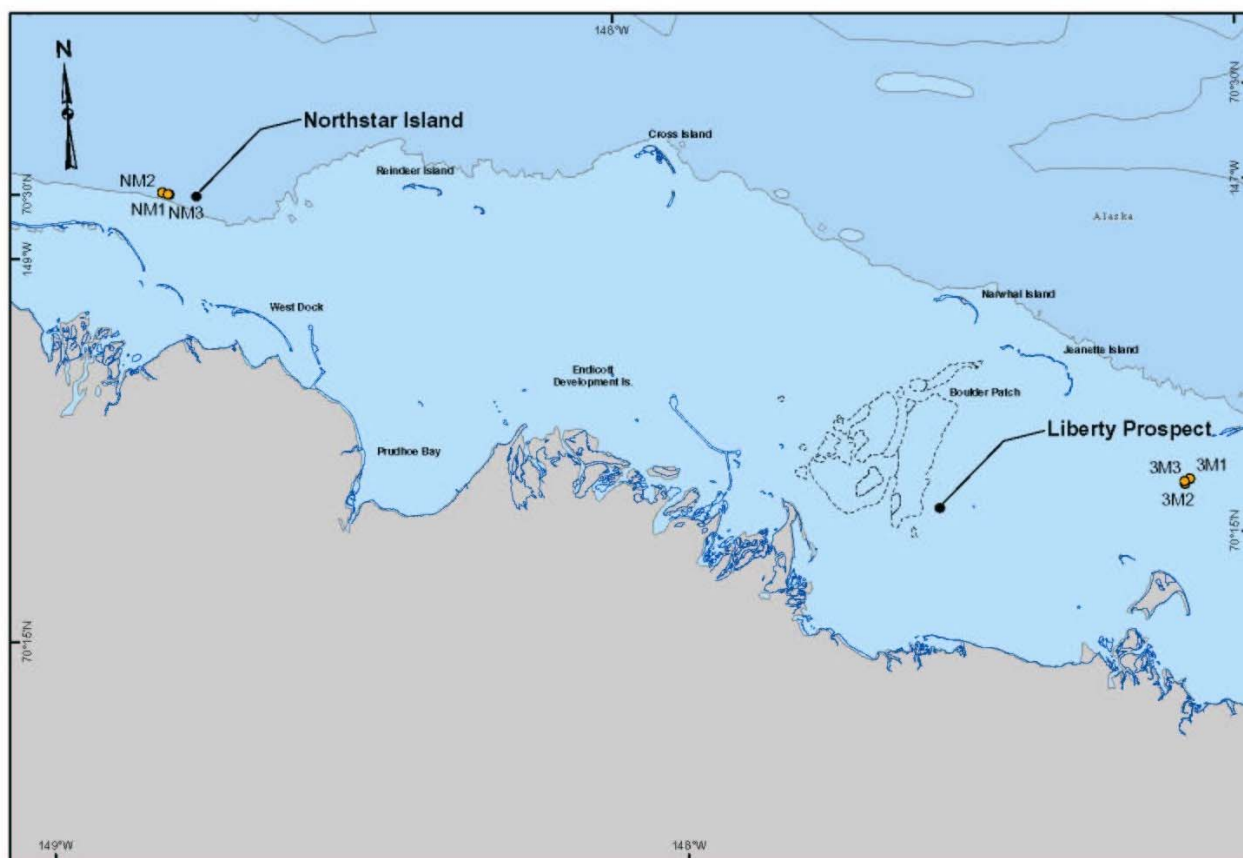 148°W
N
70°30'N
Northstar Island
Cross Island
Reindeer Island
NM2
NM1 NM3
70°30'N
147°W
Alaska
149°W
West Dock
Narwhal Island
Jeanette Island
Endicott
Development Is.
Boulder Patch
Liberty Prospect
Prudhoe Bay
3M3 3M1
3M2
70°15'N
70°15'N
149°W
148°W